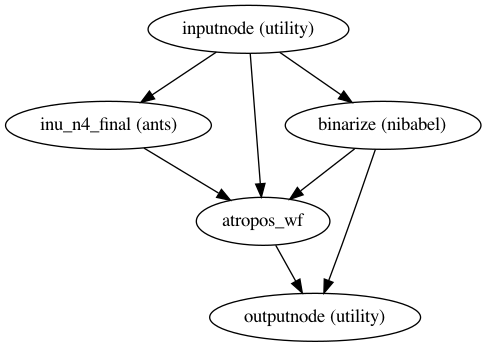 inputnode (utility)
inu_n4_final (ants)
binarize (nibabel)
atropos_wf
outputnode (utility)